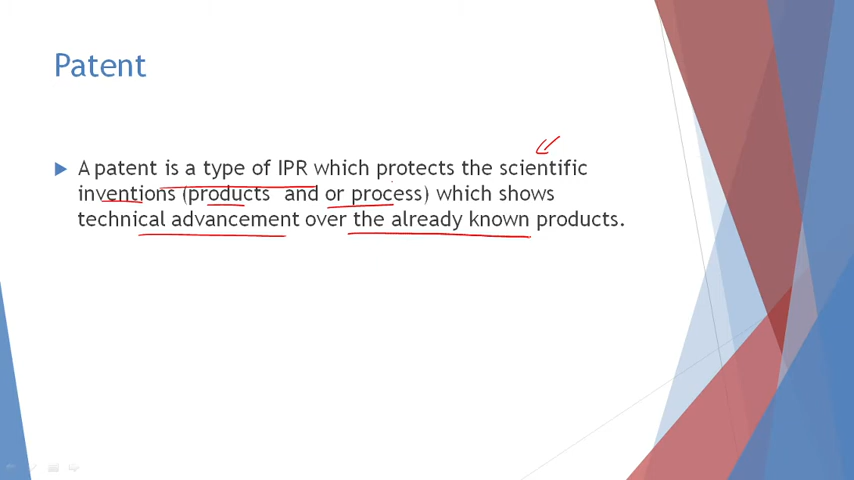 Patent
A patent is a type of IPR which protects the scientific
inventions (products and or process) which shows
technical advancement over the already known products.